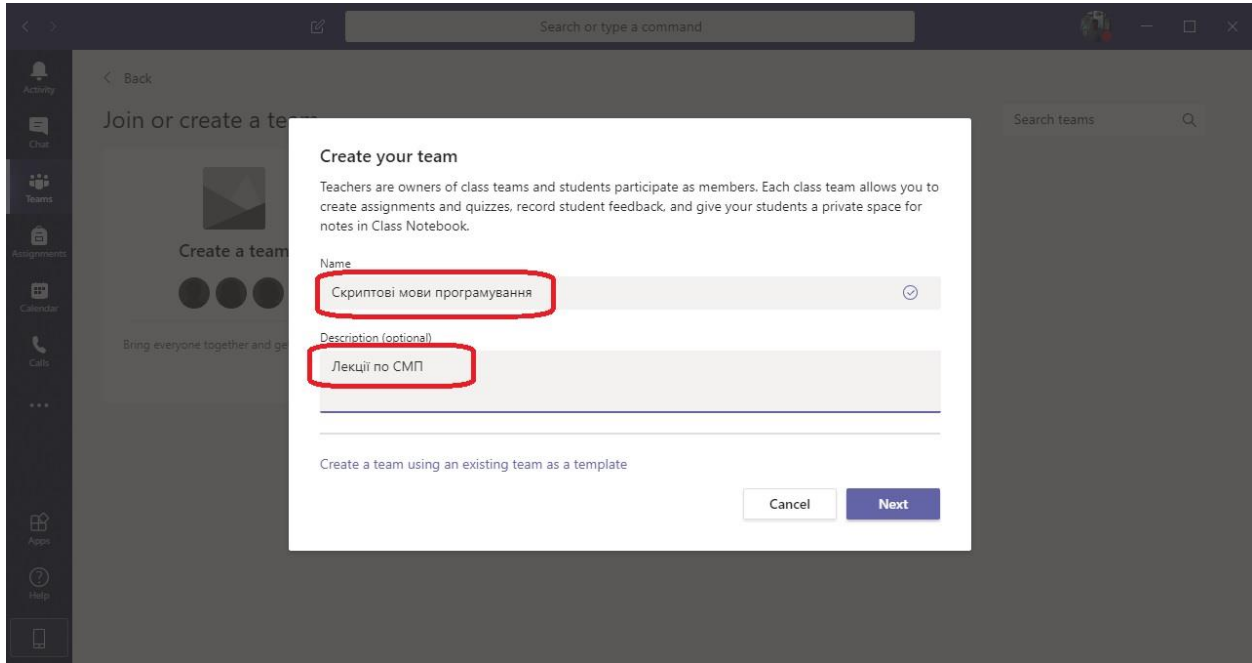 Search or type a command
Activity
Chat
Teams
Assignments
Calendar
Calls
Apps
Help
Back
Join or create a te
Search teams
Create a team
Bring everyone together and ge
Create your team
Teachers are owners of class teams and students participate as members. Each class team allows you to
create assignments and quizzes, record student feedback, and give your students a private space for
notes in Class Notebook.
Name
Скриптові мови програмування
Description (optional)
Лекції по СМП
Create a team using an existing team as a template
Cancel
Next